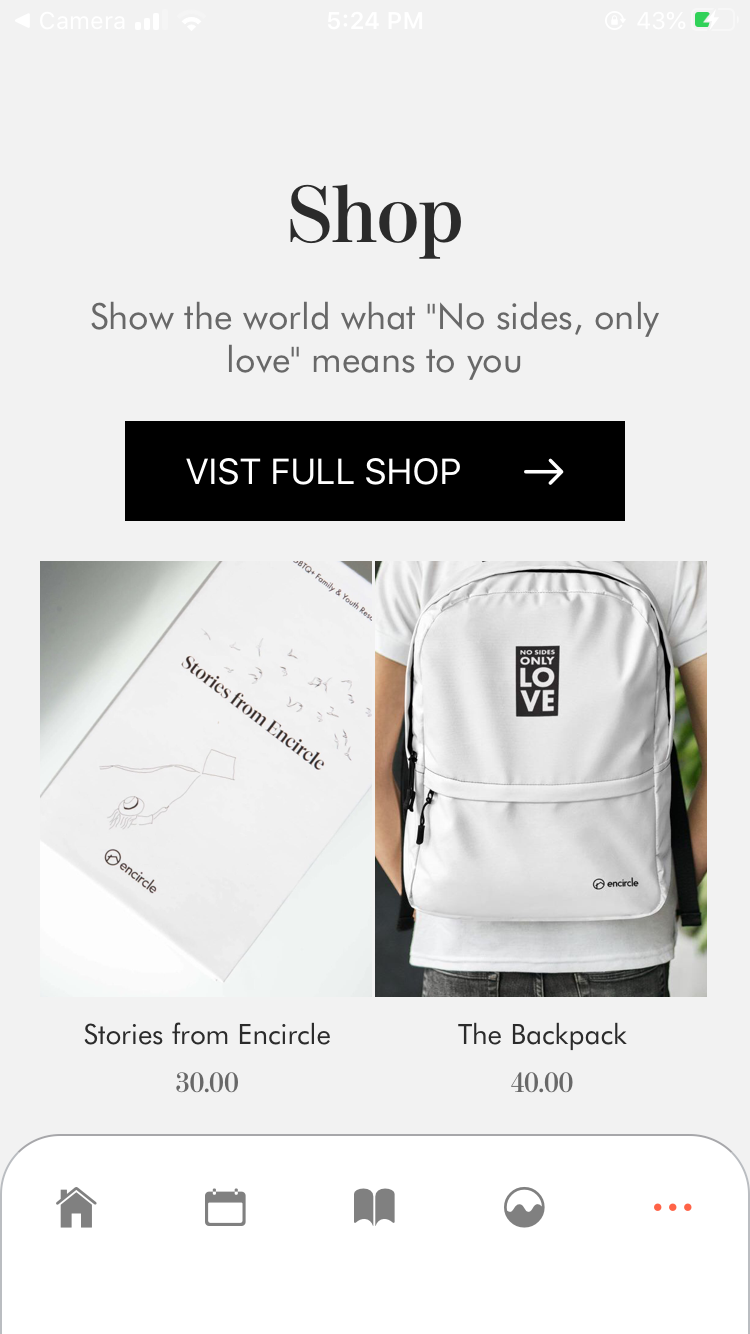 Camera
5:24 PM
43%
Shop
Show the world what "No sides, only
love" means to you
VIST FULL SHOP
Family & Youth
Stories from Encircle
encircle
NO SIDES
ONLY
LO
VE
encircle
Stories from Encircle
The Backpack
30.00
40.00